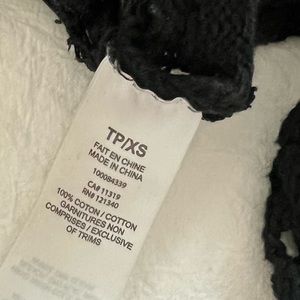 TP/XS
FAIT EN CHINE
MADE IN CHINA
100084339
CA# 11319
RN# 121340
100% COTON / COTTON
GARNITURES NON
COMPRISES / EXCLUSIVE
OF TRIMS